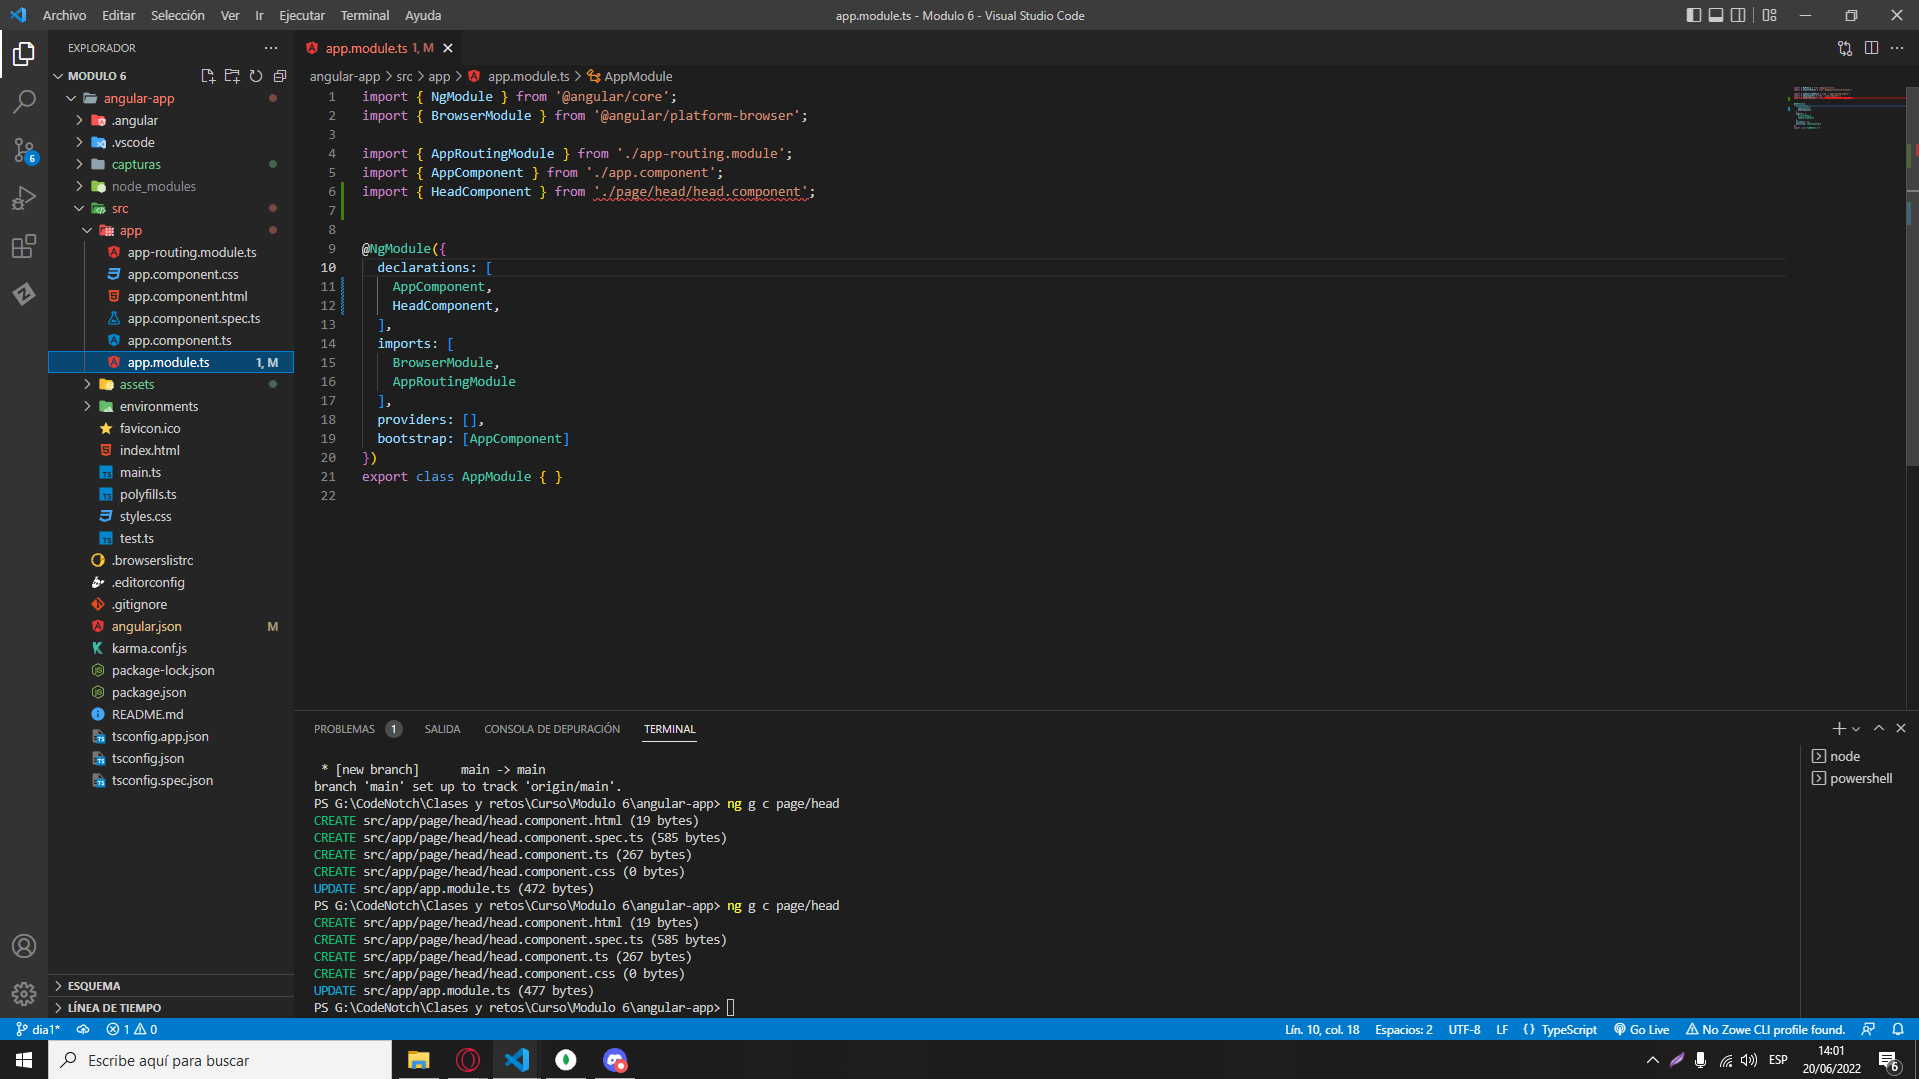 Archivo Editar Selección Ver Ir Ejecutar Terminal Ayuda
app.module.ts - Modulo 6 - Visual Studio Code
EXPLORADOR
MODULO 6
angular-app
.angular
.vscode
capturas
node_modules
src
app
app-routing.module.ts
app.component.css
app.component.html
app.component.spec.ts
app.component.ts
app.module.ts 1, M
assets
environments
favicon.ico
index.html
main.ts
polyfills.ts
styles.css
test.ts
.browserslistrc
.editorconfig
.gitignore
angular.json M
karma.conf.js
package-lock.json
package.json
README.md
tsconfig.app.json
tsconfig.json
tsconfig.spec.json
ESQUEMA
LÍNEA DE TIEMPO
6
app.module.ts 1, M
angular-app > src > app > app.module.ts > AppModule
1 import { NgModule } from '@angular/core';
2 import { BrowserModule } from '@angular/platform-browser';
3
4 import { AppRoutingModule } from './app-routing.module';
5 import { AppComponent } from './app.component';
6 import { HeadComponent } from './page/head/head.component';
7
8
9 @NgModule({
10 declarations: [
11 AppComponent,
12 HeadComponent,
13 ],
14 imports: [
15 BrowserModule,
16 AppRoutingModule
17 ],
18 providers: [],
19 bootstrap: [AppComponent]
20 })
21 export class AppModule { }
22
PROBLEMAS 1 SALIDA CONSOLA DE DEPURACIÓN TERMINAL
* [new branch] main -> main
branch 'main' set up to track 'origin/main'.
PS G:\CodeNotch\Clases y retos\Curso\Modulo 6\angular-app> ng g c page/head
CREATE src/app/page/head/head.component.html (19 bytes)
CREATE src/app/page/head/head.component.spec.ts (585 bytes)
CREATE src/app/page/head/head.component.ts (267 bytes)
CREATE src/app/page/head/head.component.css (0 bytes)
UPDATE src/app/app.module.ts (472 bytes)
PS G:\CodeNotch\Clases y retos\Curso\Modulo 6\angular-app> ng g c page/head
CREATE src/app/page/head/head.component.html (19 bytes)
CREATE src/app/page/head/head.component.spec.ts (585 bytes)
CREATE src/app/page/head/head.component.ts (267 bytes)
CREATE src/app/page/head/head.component.css (0 bytes)
UPDATE src/app/app.module.ts (477 bytes)
PS G:\CodeNotch\Clases y retos\Curso\Modulo 6\angular-app>
node
powershell
dia1* 1 0
Lín. 10, col. 18 Espacios: 2 UTF-8 LF {} TypeScript Go Live No Zowe CLI profile found.
Escribe aquí para buscar
ESP
14:01
20/06/2022
6